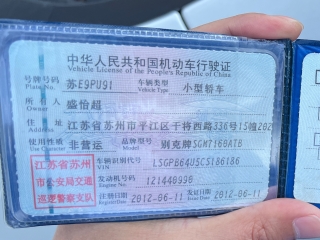 中华人民共和国机动车行驶证
Vehicle License of the People's Republic of China
号牌号码 苏E9PU91 车辆类型 小型轿车
Plate No. Vehicle Type
所有人 盛怡超
Owner
住址 江苏省苏州市平江区干将西路336号15幢202
Address
使用性质 非营运 品牌型号 别克牌SGM7169ATB
Use Character Model
江苏省苏州
市公安局交通
巡逻警察支队
车辆识别代号
VIN
发动机号码
Engine No.
注册日期 2012-06-11 发证日期 2012-06-11
Register Date Issue Date